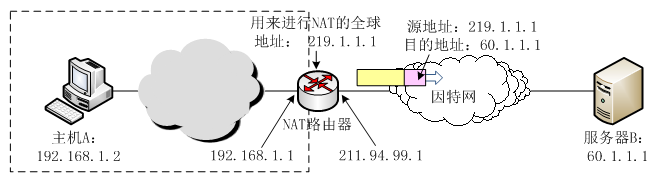 用来进行NAT的全球
地址： 219.1.1.1
源地址：219.1.1.1
目的地址：60.1.1.1
因特网
主机A：
192.168.1.2
NAT路由器
192.168.1.1
211.94.99.1
服务器B：
60.1.1.1